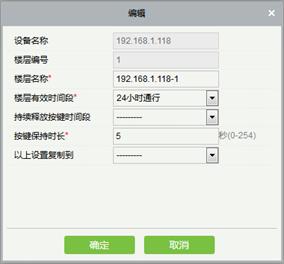 编辑
设备名称 192.168.1.118
楼层编号 1
楼层名称* 192.168.1.118-1
楼层有效时间段* 24小时通行
持续释放按键时间段 ---------
按键保持时长* 5 秒(0-254)
以上设置复制到 ---------
确定 取消